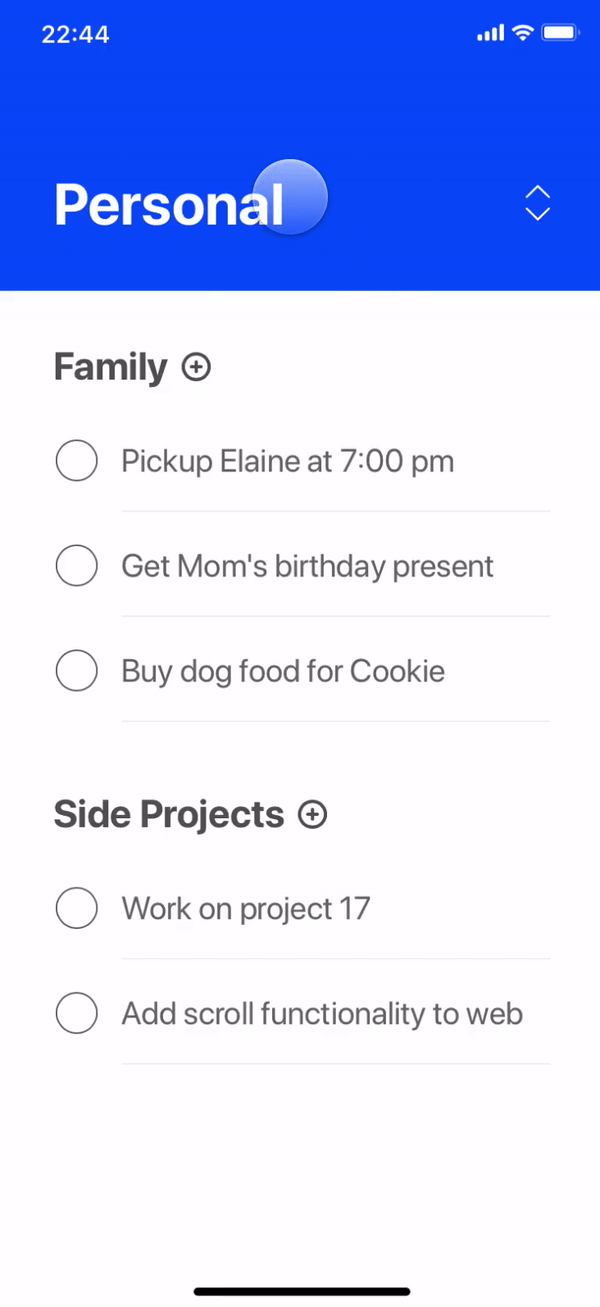 22:44
Personal
Family
Pickup Elaine at 7:00 pm
Get Mom's birthday present
Buy dog food for Cookie
Side Projects
Work on project 17
Add scroll functionality to web